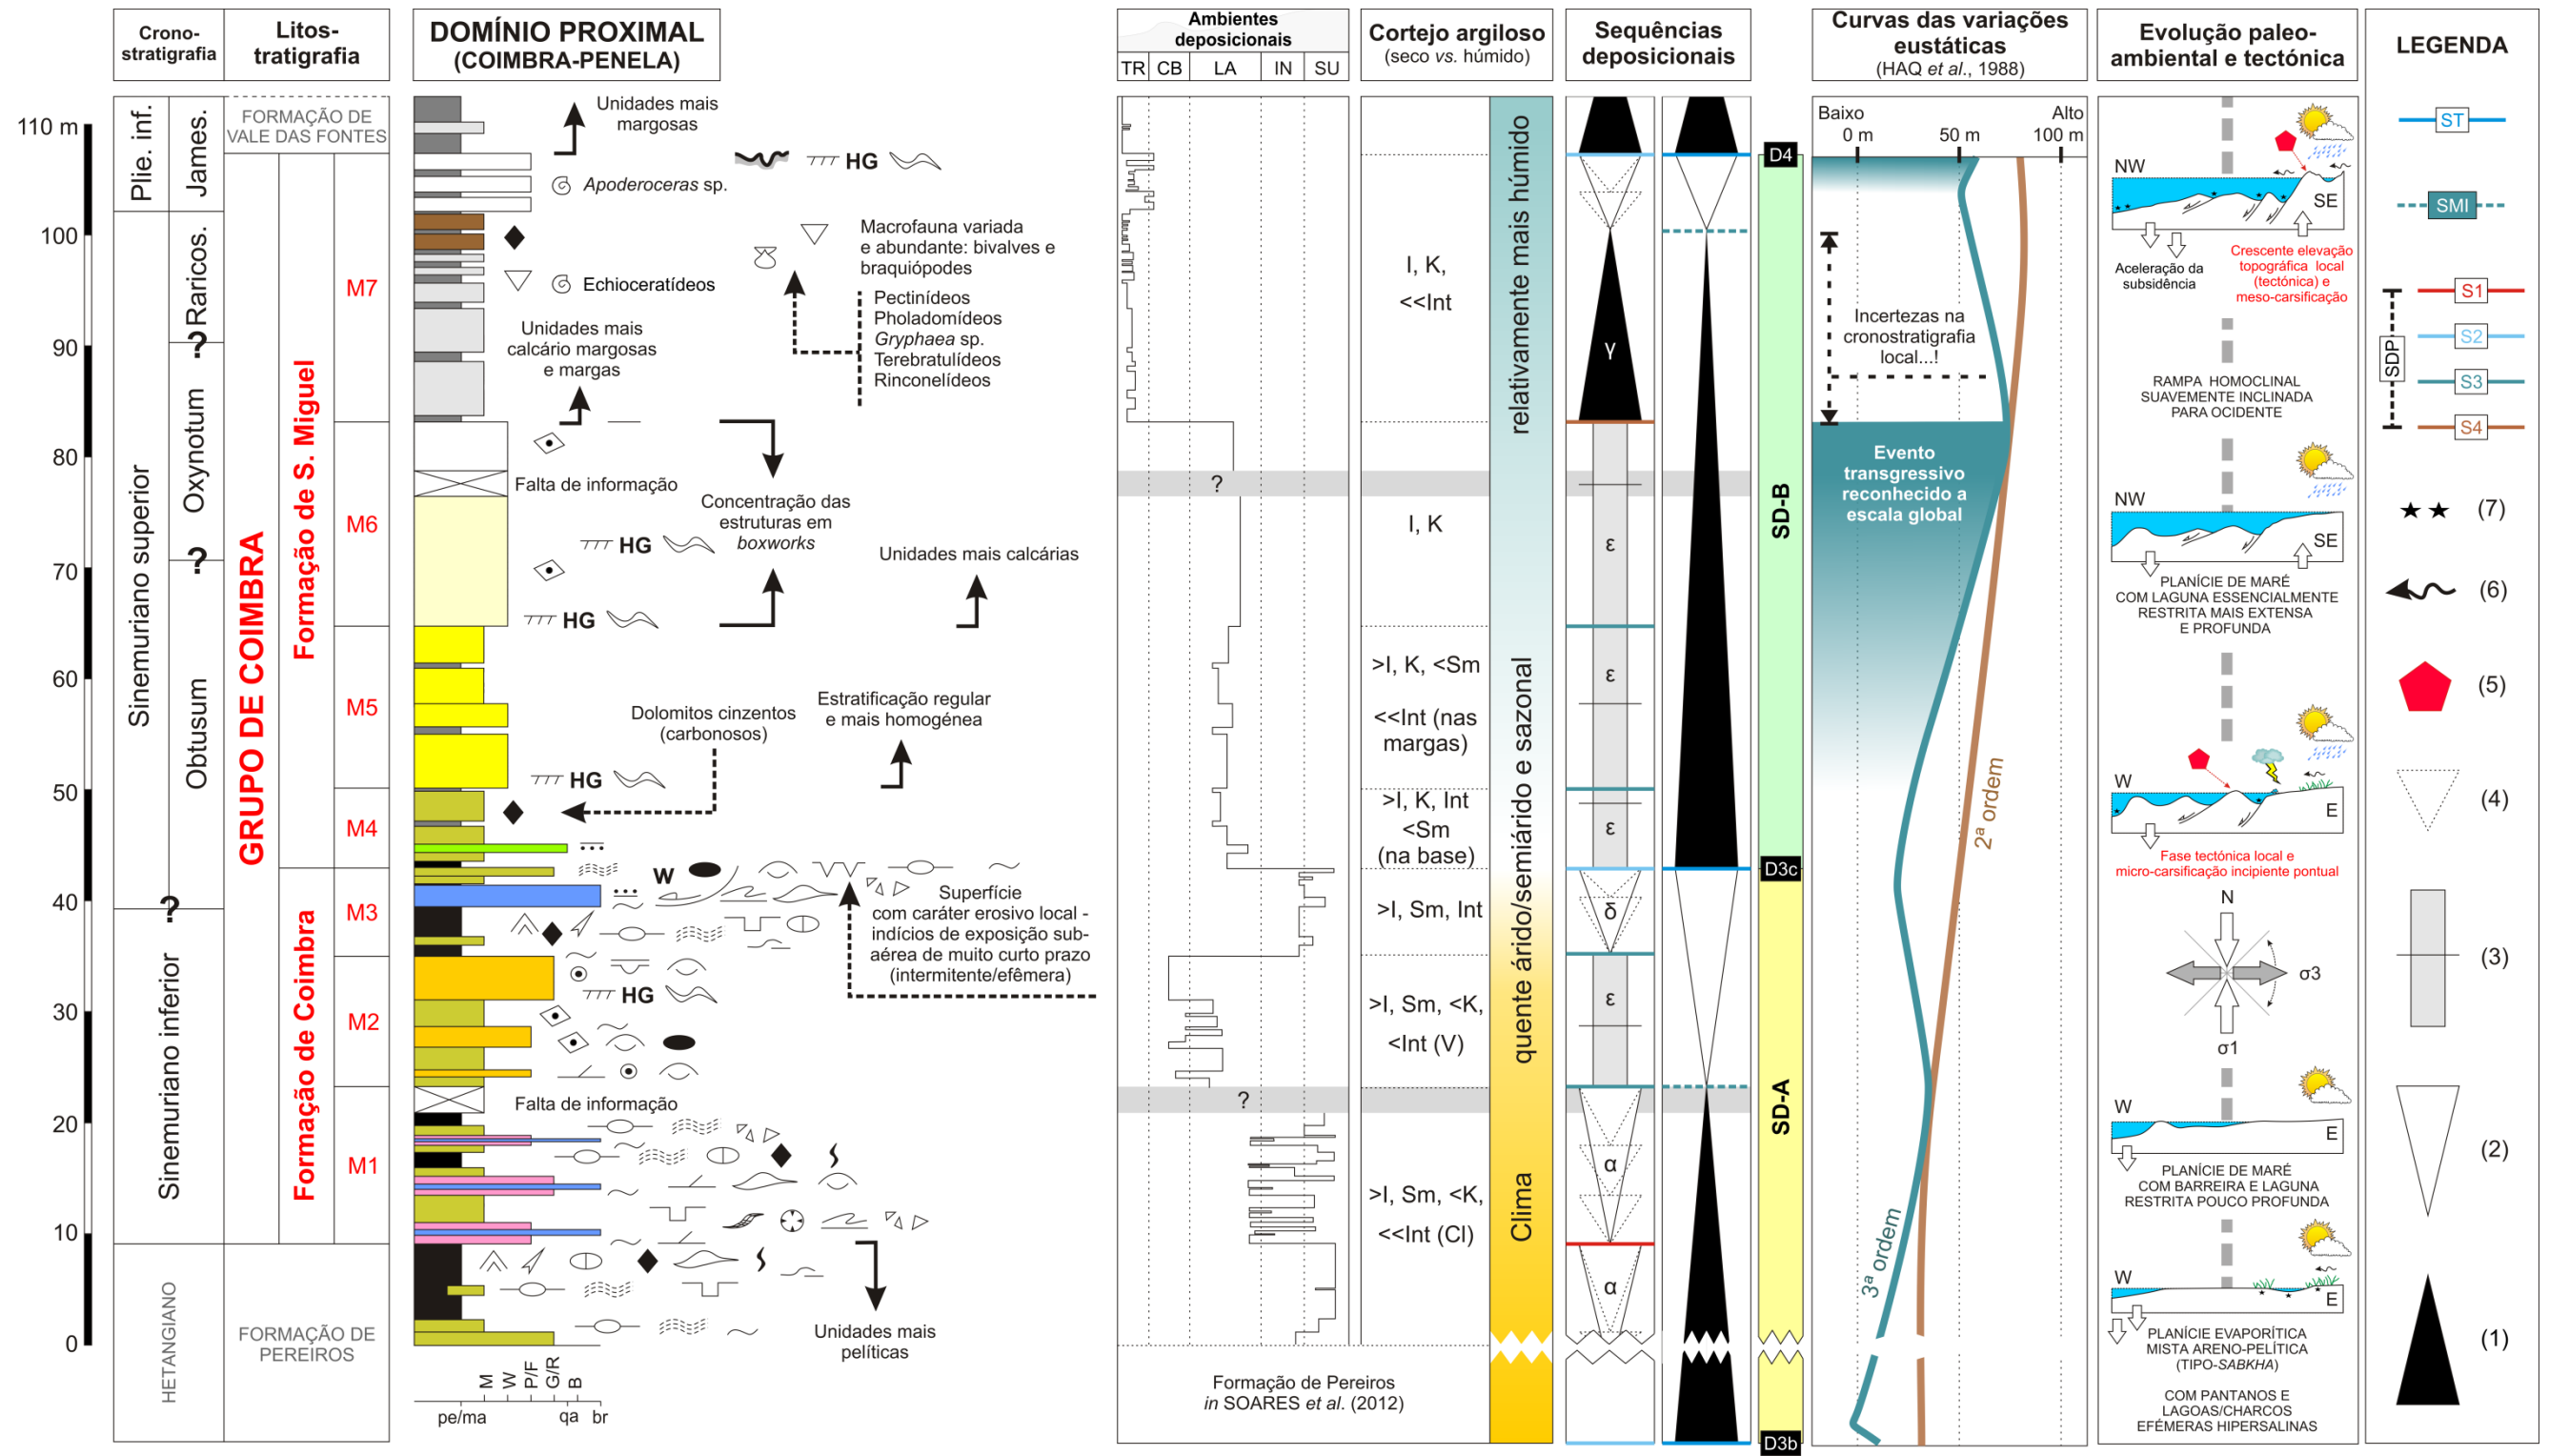 Crono-
stratigrafia
Litos-
tratigrafia
DOMÍNIO PROXIMAL
(COIMBRA-PENELA)
Ambientes
deposicionais
TR CB LA IN SU
Cortejo argiloso
(seco vs. húmido)
Sequências
deposicionais
Curvas das variações
eustáticas
(HAQ et al., 1988)
Evolução paleo-
ambiental e tectónica
LEGENDA
110 m
100
90
80
70
60
50
40
30
20
10
0
Plie. inf.
Sinemuriano superior
Sinemuriano inferior
HETANGIANO
James.
Raricos.
?
Oxynotum
?
Obtusum
?
GRUPO DE COIMBRA
FORMAÇÃO DE
VALE DAS FONTES
Formação de S. Miguel
Formação de Coimbra
FORMAÇÃO DE
PEREIROS
M7
M6
M5
M4
M3
M2
M1
Unidades mais
margosas
HG
Apoderoceras sp.
Macrofauna variada
e abundante: bivalves e
braquiópodes
Echioceratídeos
Pectinídeos
Pholadomídeos
Gryphaea sp.
Terebratulídeos
Rinconelídeos
Unidades mais
calcário margosas
e margas
Falta de informação
Concentração das
estruturas em
boxworks
HG
Unidades mais calcárias
HG
Dolomitos cinzentos
(carbonosos)
Estratificação regular
e mais homogénea
HG
W
Superfície
com caráter erosivo local -
indícios de exposição sub-
aérea de muito curto prazo
(intermitente/efêmera)
HG
Falta de informação
Unidades mais
pelíticas
M W P/F G/R B
pe/ma qa br
?
?
Formação de Pereiros
in SOARES et al. (2012)
I, K,
<<Int
I, K
>I, K, <Sm
<<Int (nas
margas)
>I, K, Int
<Sm
(na base)
>I, Sm, Int
>I, Sm, <K,
<Int (V)
>I, Sm, <K,
<<Int (Cl)
relativamente mais húmido
quente árido/semiárido e sazonal
Clima
γ
ε
ε
ε
δ
ε
α
α
D4
SD-B
D3c
SD-A
D3b
Baixo Alto
0 m 50 m 100 m
Incertezas na
cronostratigrafia
local...!
Evento
transgressivo
reconhecido a
escala global
2ª ordem
3ª ordem
NW
SE
Aceleração da
subsidência
Crescente elevação
topográfica local
(tectónica) e
meso-carsificação
RAMPA HOMOCLINAL
SUAVEMENTE INCLINADA
PARA OCIDENTE
NW
SE
PLANÍCIE DE MARÉ
COM LAGUNA ESSENCIALMENTE
RESTRITA MAIS EXTENSA
E PROFUNDA
W
E
Fase tectónica local e
micro-carsificação incipiente pontual
N
σ3
σ1
W
E
PLANÍCIE DE MARÉ
COM BARREIRA E LAGUNA
RESTRITA POUCO PROFUNDA
W
E
PLANÍCIE EVAPORÍTICA
MISTA ARENO-PELÍTICA
(TIPO-SABKHA)
COM PANTANOS E
LAGOAS/CHARCOS
EFÉMERAS HIPERSALINAS
ST
SMI
SDP
S1
S2
S3
S4
(7)
(6)
(5)
(4)
(3)
(2)
(1)